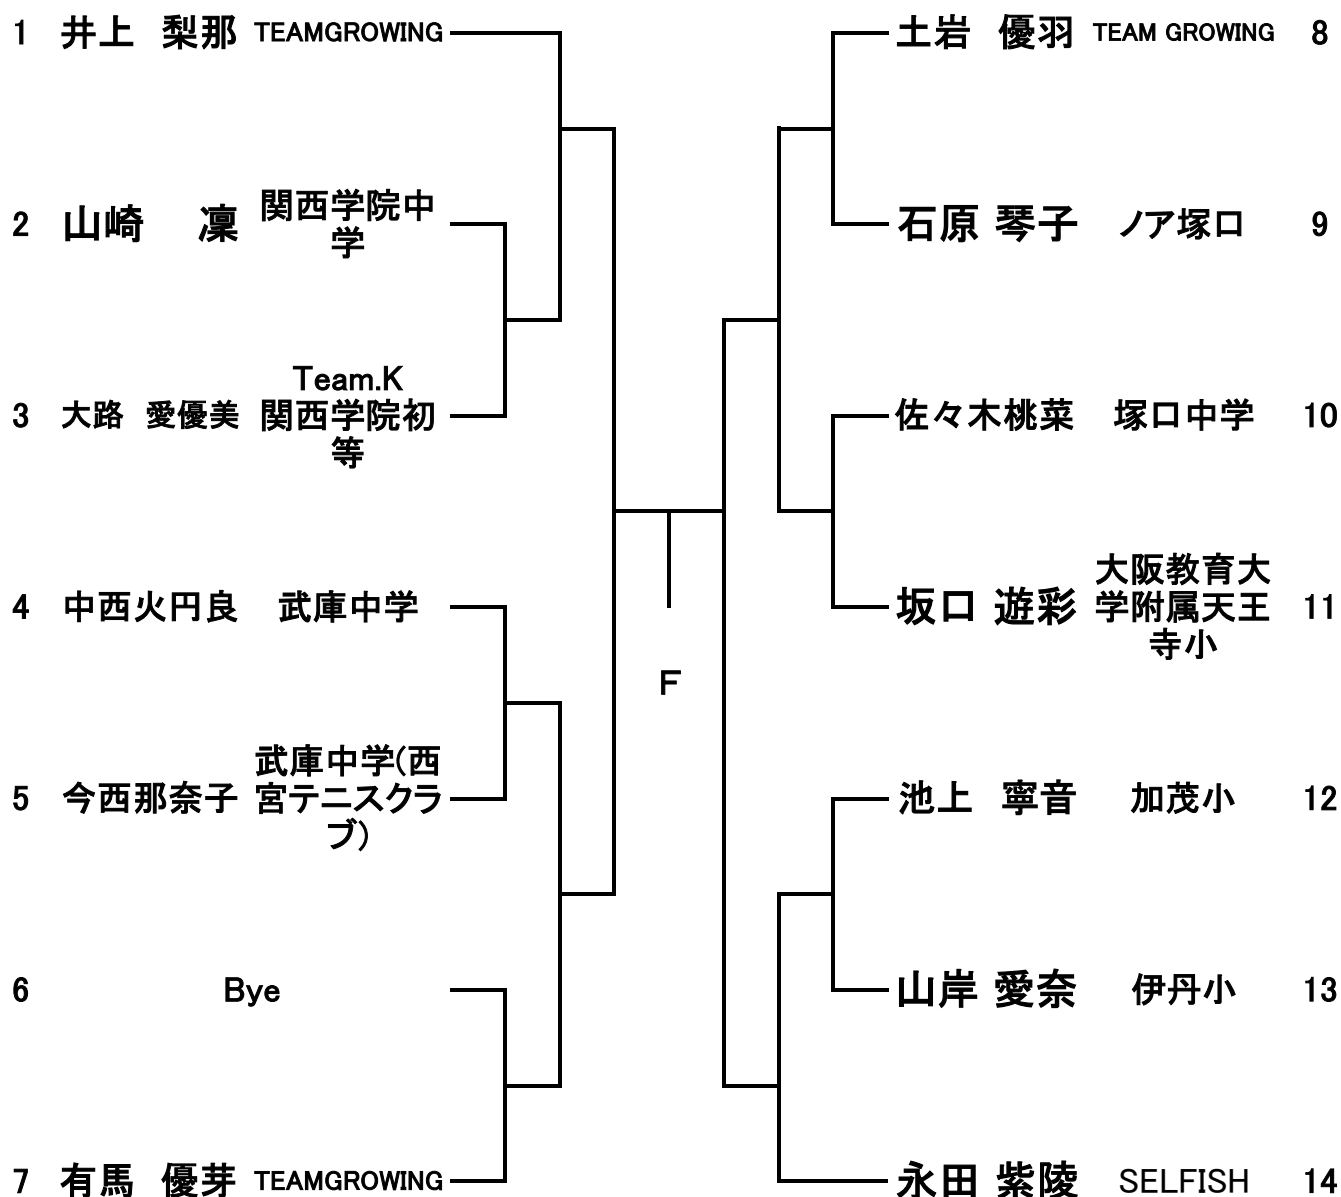 1 井上 梨那 TEAMGROWING
2 山崎 凜 関西学院中
学
3 大路 愛優美 Team.K
関西学院初
等
4 中西火円良 武庫中学
5 今西那奈子 武庫中学(西
宮テニスクラ
ブ)
6 Bye
7 有馬 優芽 TEAMGROWING
F
土岩 優羽 TEAM GROWING 8
石原 琴子 ノア塚口 9
佐々木桃菜 塚口中学 10
坂口 遊彩 大阪教育大
学附属天王
寺小 11
池上 寧音 加茂小 12
山岸 愛奈 伊丹小 13
永田 紫陵 SELFISH 14